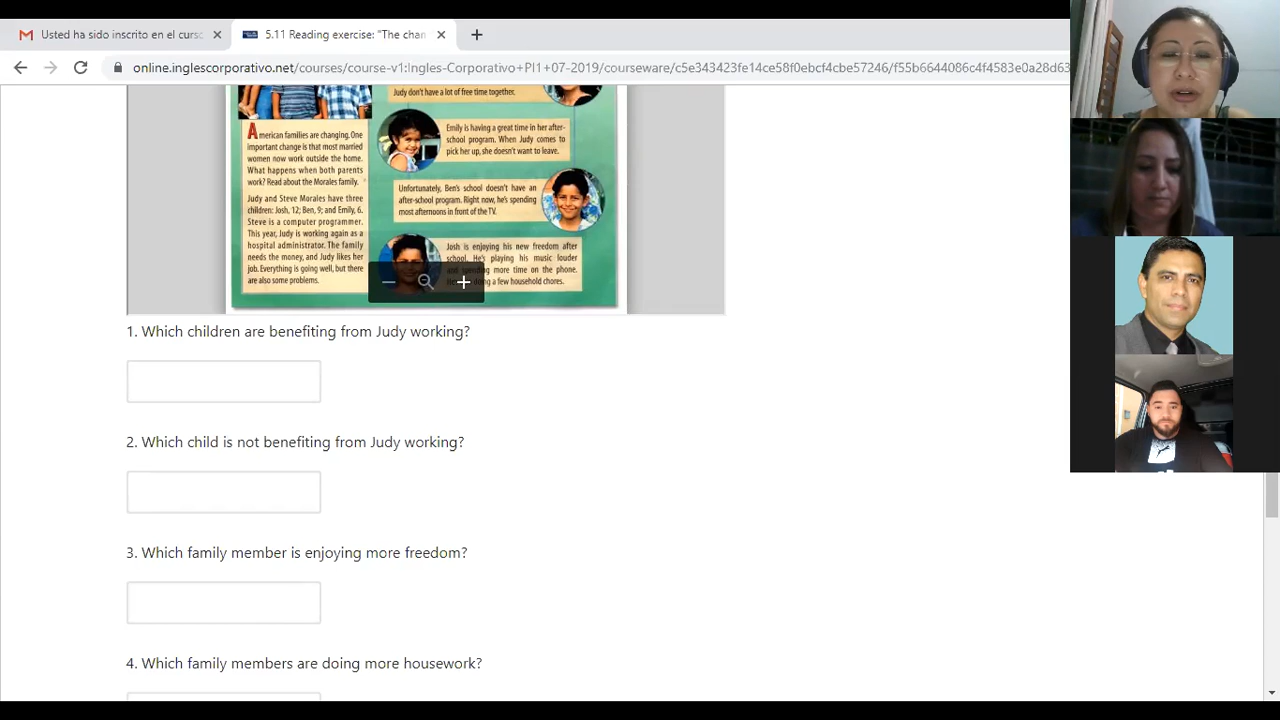 Usted ha sido inscrito en el curso
5.11 Reading exercise: "The chan
online.inglescorporativo.net/courses/course-v1:Ingles-Corporativo+PI1+07-2019/courseware/c5e343423fe14ce58f0ebcf4cbe57246/f55b6644086c4f4583e0a28d63
Judy don't have a lot of free time together.
American families are changing. One
important change is that most married
women now work outside the home.
What happens when both parents
work? Read about the Morales family.
Judy and Steve Morales have three
children: Josh, 12; Ben, 9; and Emily, 6.
Steve is a computer programmer.
This year, Judy is working again as a
hospital administrator. The family
needs the money, and Judy likes her
job. Everything is going well, but there
are also some problems.
Emily is having a great time in her after-
school program. When Judy comes to
pick her up, she doesn't want to leave.
Unfortunately, Ben's school doesn't have an
after-school program. Right now, he's spending
most afternoons in front of the TV.
Josh is enjoying his new freedom after
school. He's playing his music louder
and spending more time on the phone.
doing a few household chores.
1. Which children are benefiting from Judy working?
2. Which child is not benefiting from Judy working?
3. Which family member is enjoying more freedom?
4. Which family members are doing more housework?